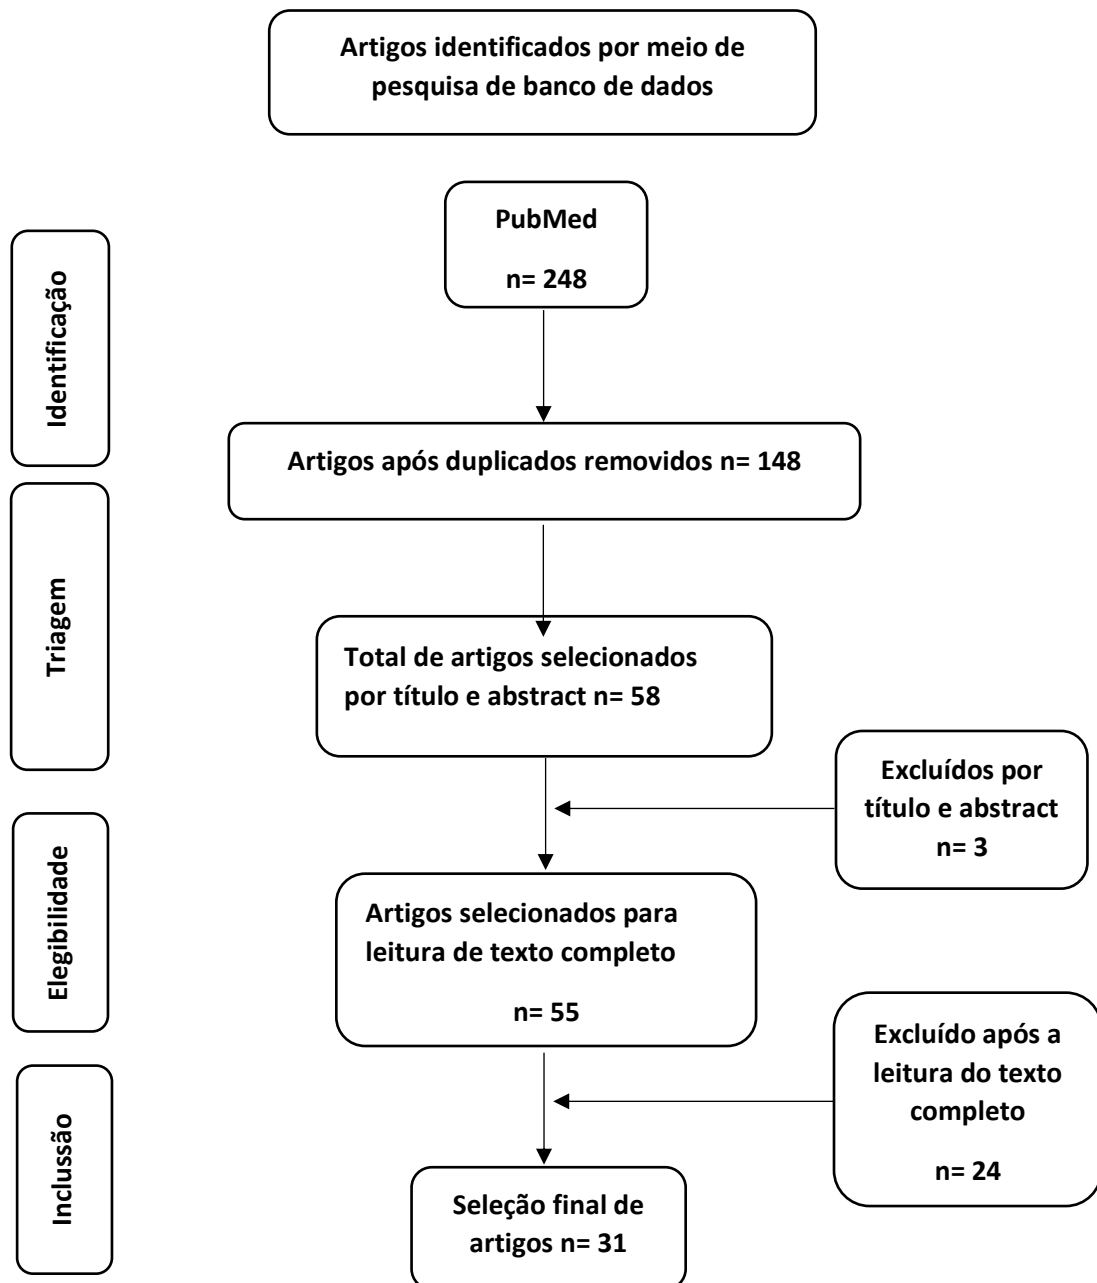 Artigos identificados por meio de
pesquisa de banco de dados
PubMed
n= 248
Identificação
Artigos após duplicados removidos n= 148
Triagem
Total de artigos selecionados
por título e abstract n= 58
Excluídos por
título e abstract
n= 3
Elegibilidade
Artigos selecionados para
leitura de texto completo
n= 55
Excluído após a
leitura do texto
completo
n= 24
Inclussão
Seleção final de
artigos n= 31